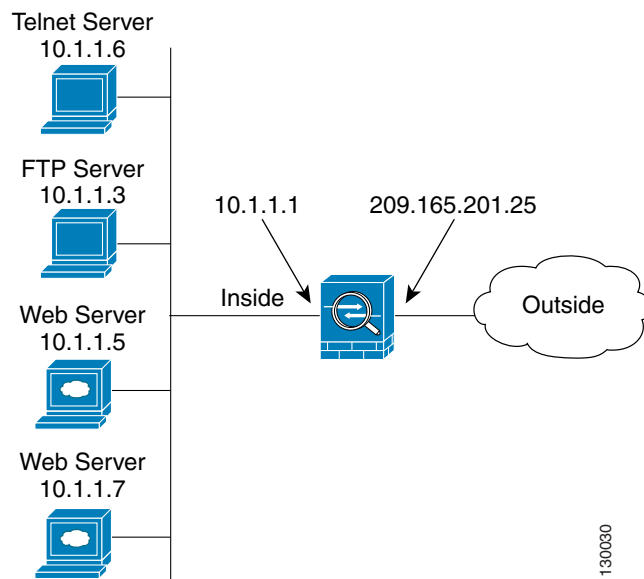 Telnet Server
10.1.1.6
FTP Server
10.1.1.3
10.1.1.1
209.165.201.25
Inside
Outside
Web Server
10.1.1.5
Web Server
10.1.1.7
130030